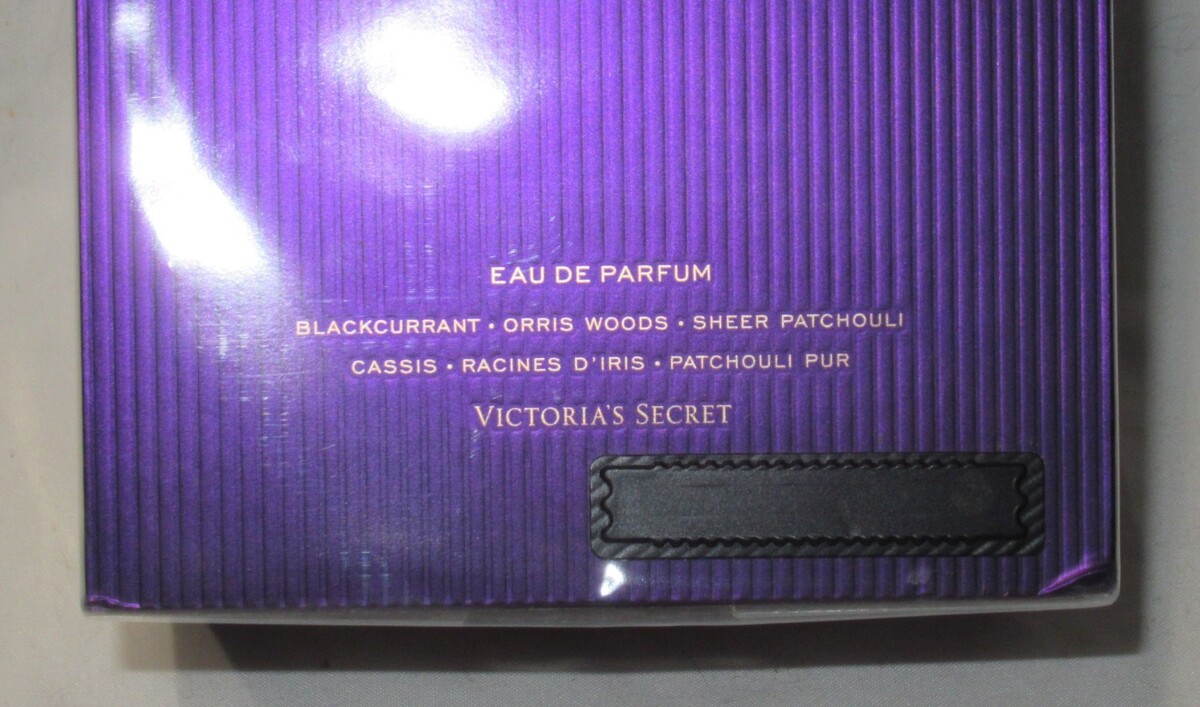 EAU DE PARFUM
BLACKCURRANT • ORRIS WOODS • SHEER PATCHOULI
CASSIS • RACINES D'IRIS • PATCHOULI PUR
VICTORIA'S SECRET